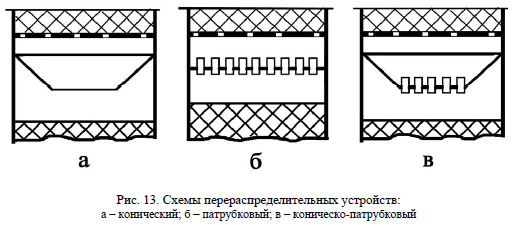 а б в
Рис. 13. Схемы перераспределительных устройств:
а – конический; б – патрубковый; в – коническо-патрубковый